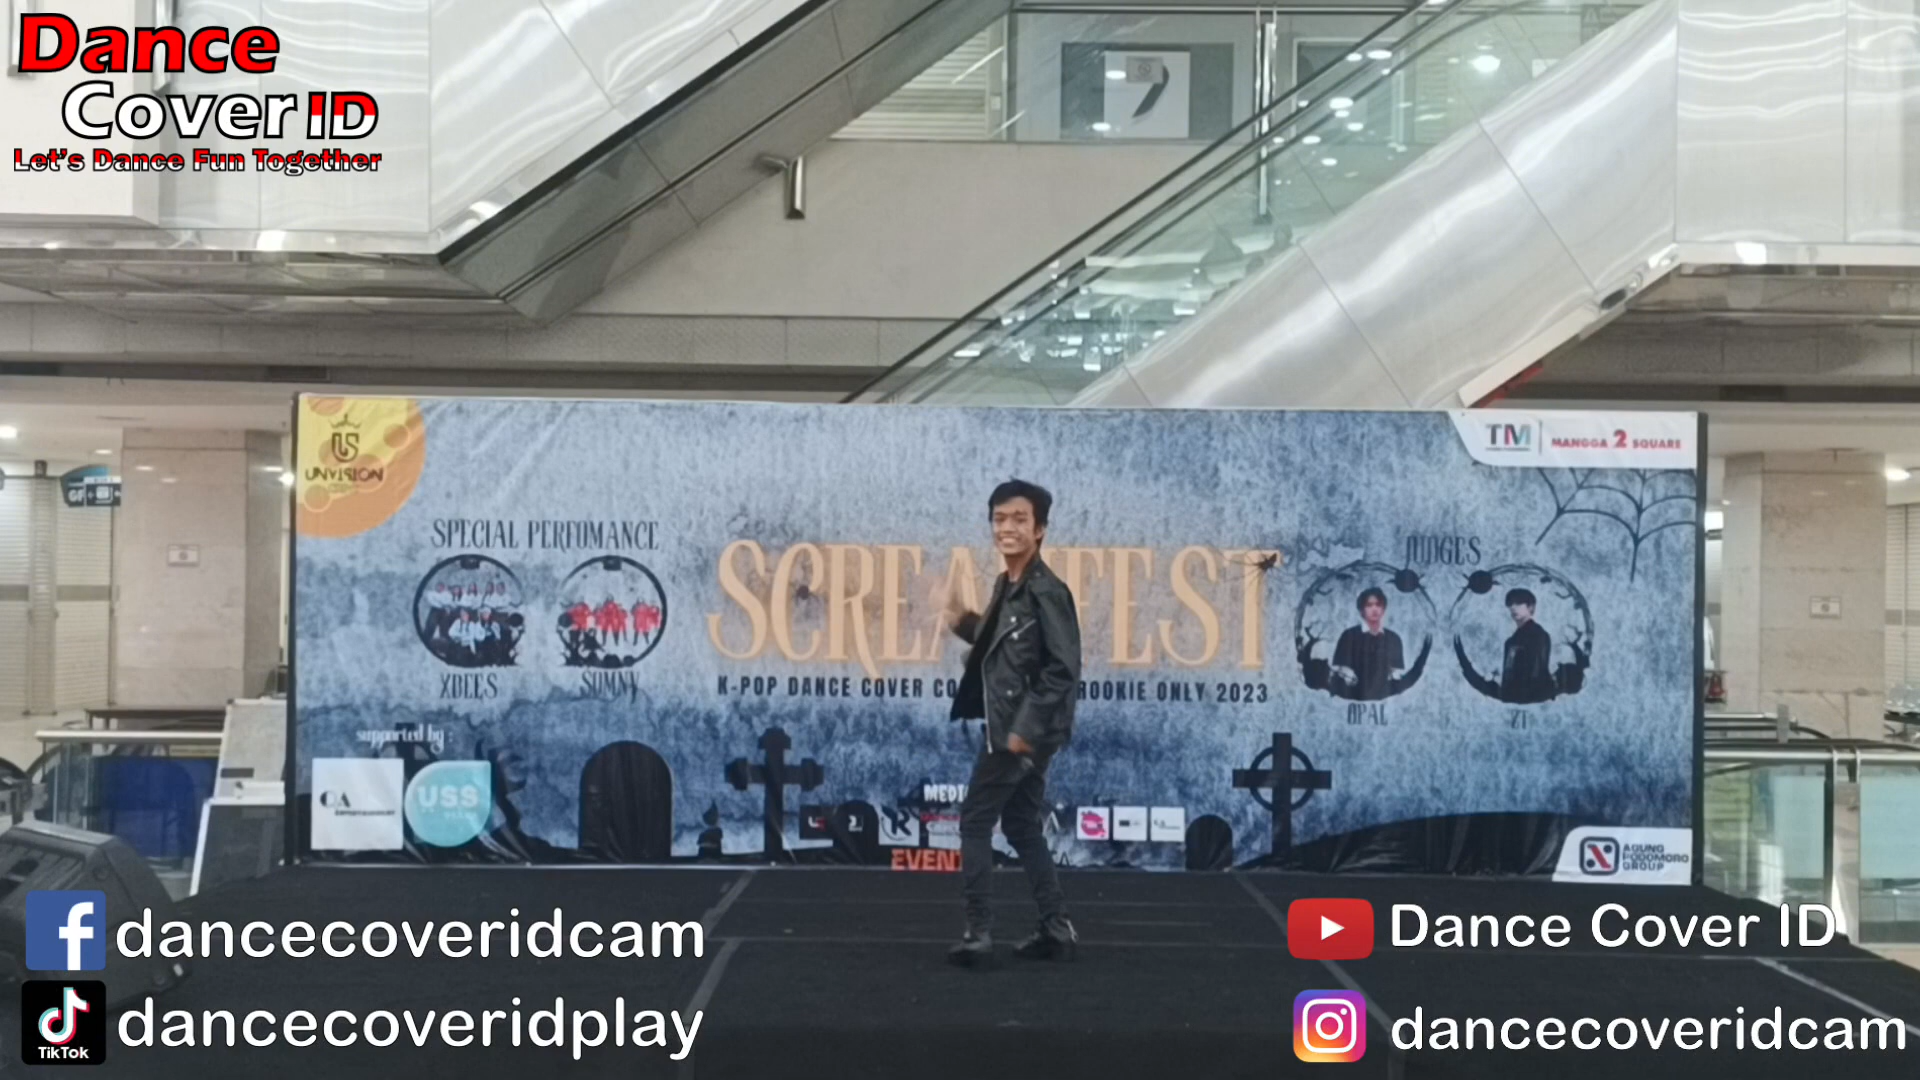 Dance
Cover ID
Let's Dance Fun Together
UNVISION
TM
MANGGA 2 SQUARE
SPECIAL PERFOMANCE
SCREA FEST
JUDGES
XBEES
SOMNY
K-POP DANCE COVER CO ROOKIE ONLY 2023
OPAL
supported by :
USS
MEDI
EVENT
AGUNG
PODOMORO
GROUP
dancecoveridcam
Dance Cover ID
TikTok
dancecoveridplay
dancecoveridcam